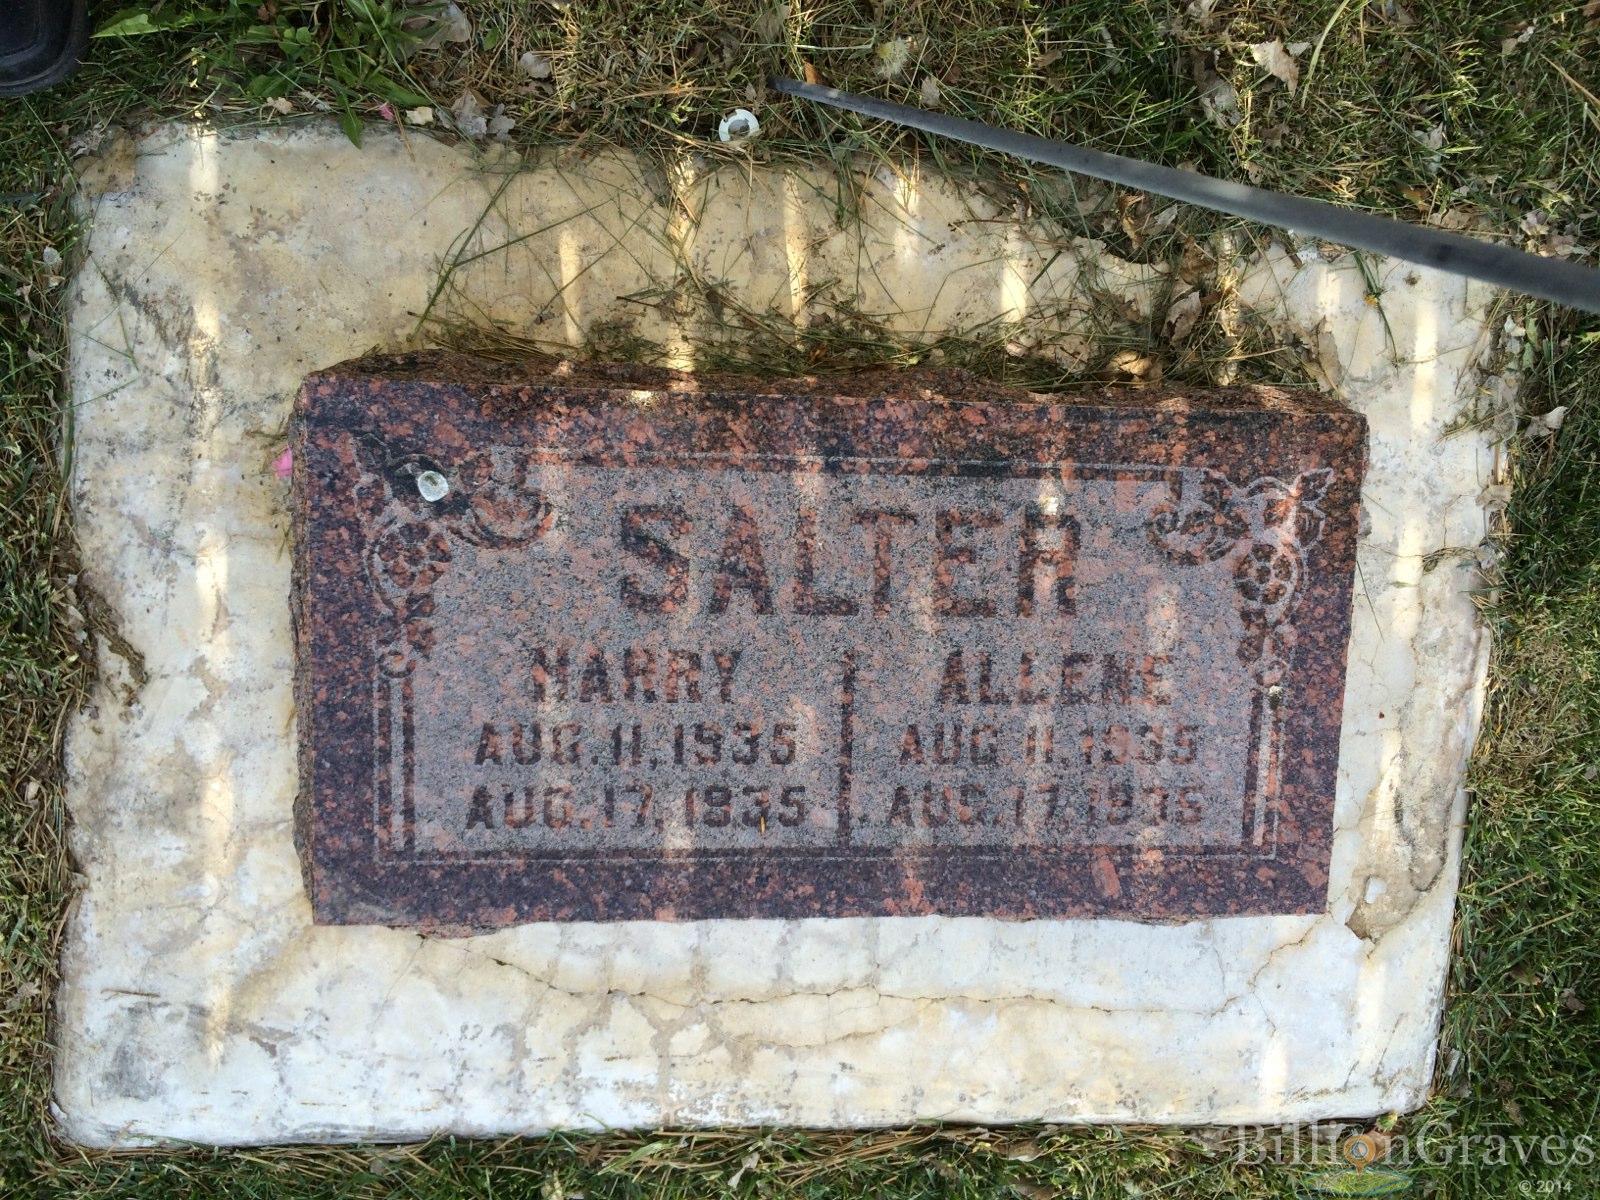 SALTER
HARRY ALLENE
AUG. 11, 1935 AUG 11, 1935
AUG. 17, 1935 AUG. 17, 1935
BillionGraves
© 2014